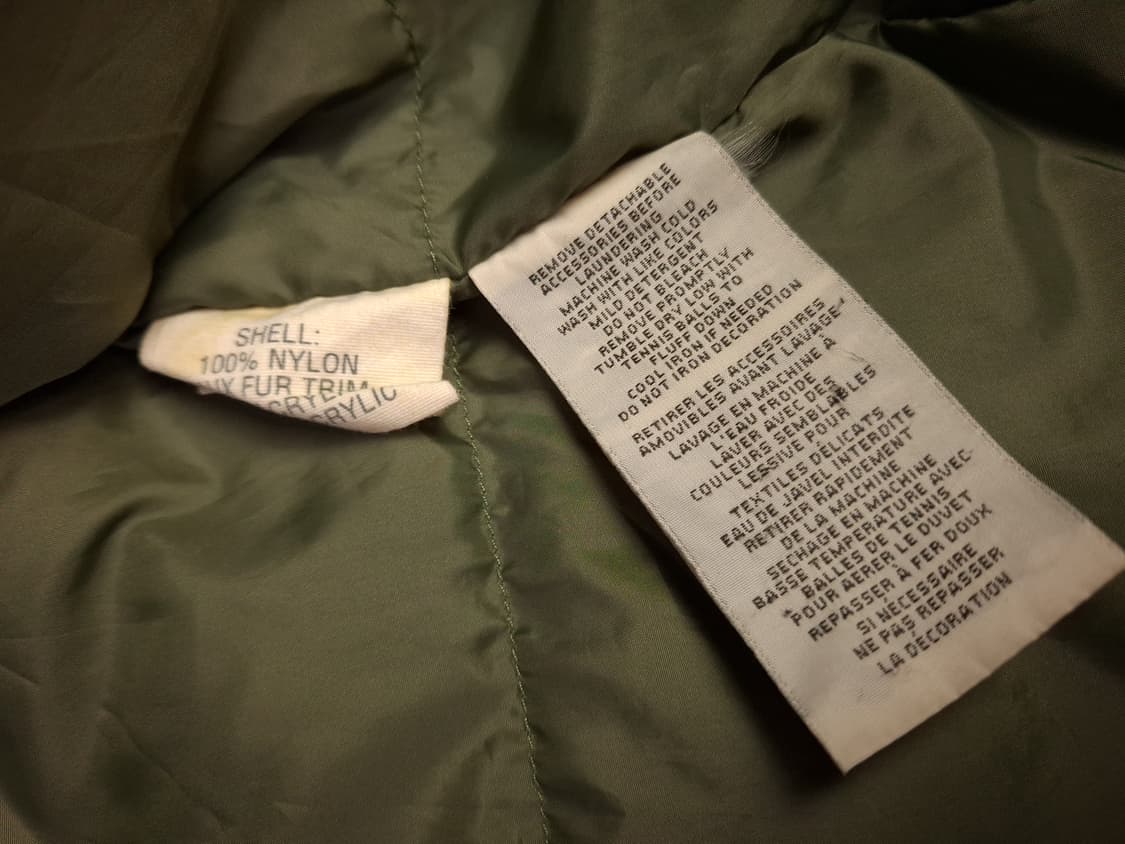 SHELL:
100% NYLON
FUR TRIM
REMOVE DETACHABLE
ACCESSORIES BEFORE
LAUNDERING
MACHINE WASH COLD
WASH WITH LIKE COLORS
MILD DETERGENT
DO NOT BLEACH
REMOVE PROMPTLY
TUMBLE DRY LOW WITH
TENNIS BALLS TO
FLUFF DOWN
COOL IRON IF NEEDED
DO NOT IRON DECORATION
RETIRER LES ACCESSOIRES
AMOVIBLES AVANT LAVAGE
LAVAGE EN MACHINE À
L'EAU FROIDE
LAVER AVEC DES
COULEURS SEMBLABLES
LESSIVE POUR
TEXTILES DÉLICATS
EAU DE JAVEL INTERDITE
RETIRER RAPIDEMENT
DE LA MACHINE
SECHAGE EN MACHINE
BASSE TEMPERATURE AVEC
BALLES DE TENNIS
POUR AERER LE DUVET
REPASSER À FER DOUX
SI NÉCESSAIRE
NE PAS REPASSER
LA DÉCORATION